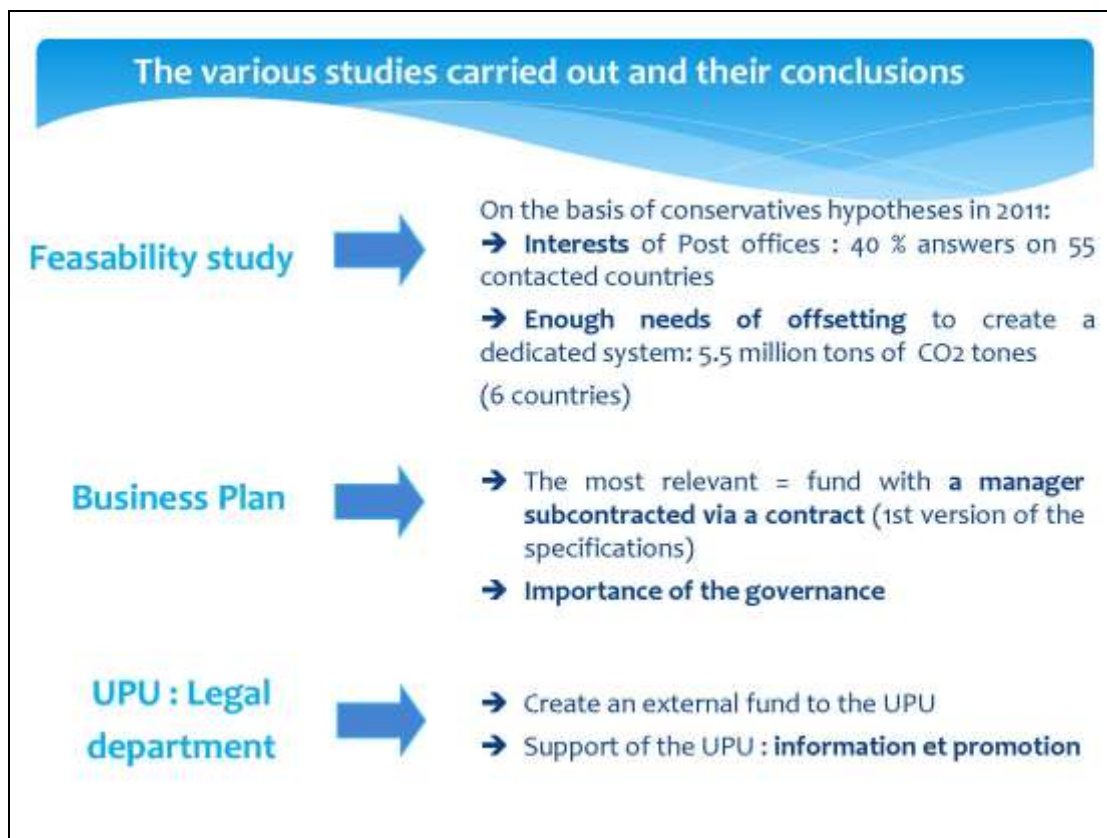 The various studies carried out and their conclusions
Feasability study
On the basis of conservatives hypotheses in 2011:
➔ Interests of Post offices : 40 % answers on 55
contacted countries
➔ Enough needs of offsetting to create a
dedicated system: 5.5 million tons of CO2 tones
(6 countries)
Business Plan
➔ The most relevant = fund with a manager
subcontracted via a contract (1st version of the
specifications)
➔ Importance of the governance
UPU : Legal
department
➔ Create an external fund to the UPU
➔ Support of the UPU : information et promotion